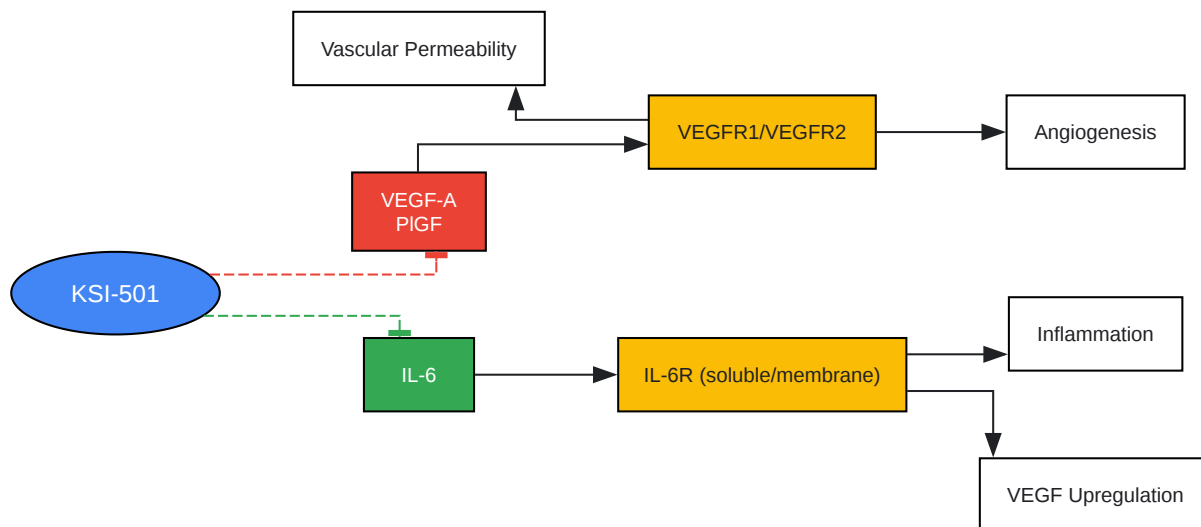 Vascular Permeability
VEGFR1/VEGFR2
Angiogenesis
VEGF-A
PlGF
KSI-501
IL-6
IL-6R (soluble/membrane)
Inflammation
VEGF Upregulation